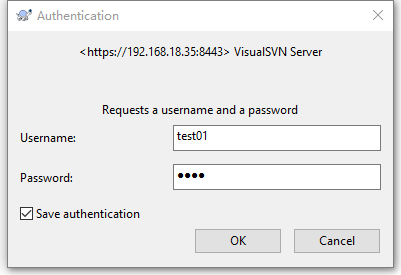 Authentication
<https://192.168.18.35:8443> VisualSVN Server
Requests a username and a password
Username:
test01
Password:
●●●●
Save authentication
OK
Cancel